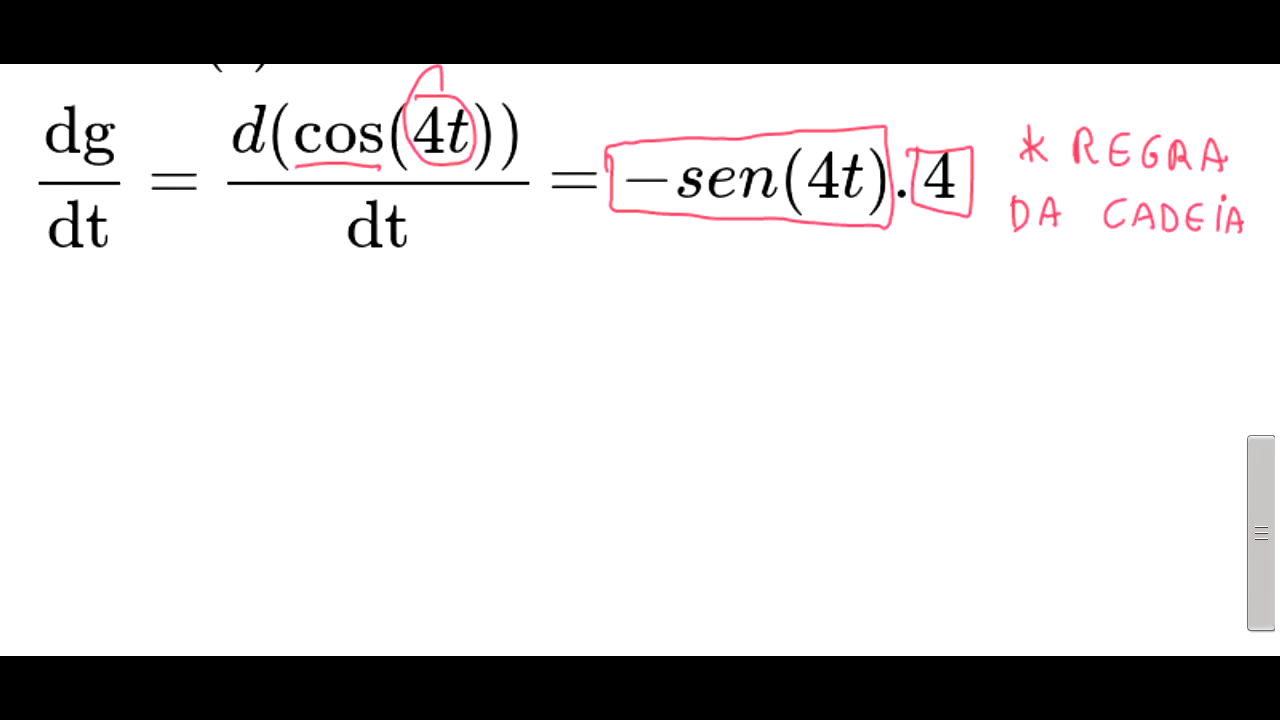 dg/dt = d(cos(4t))/dt = −sen(4t).4
* REGRA
DA CADEIA